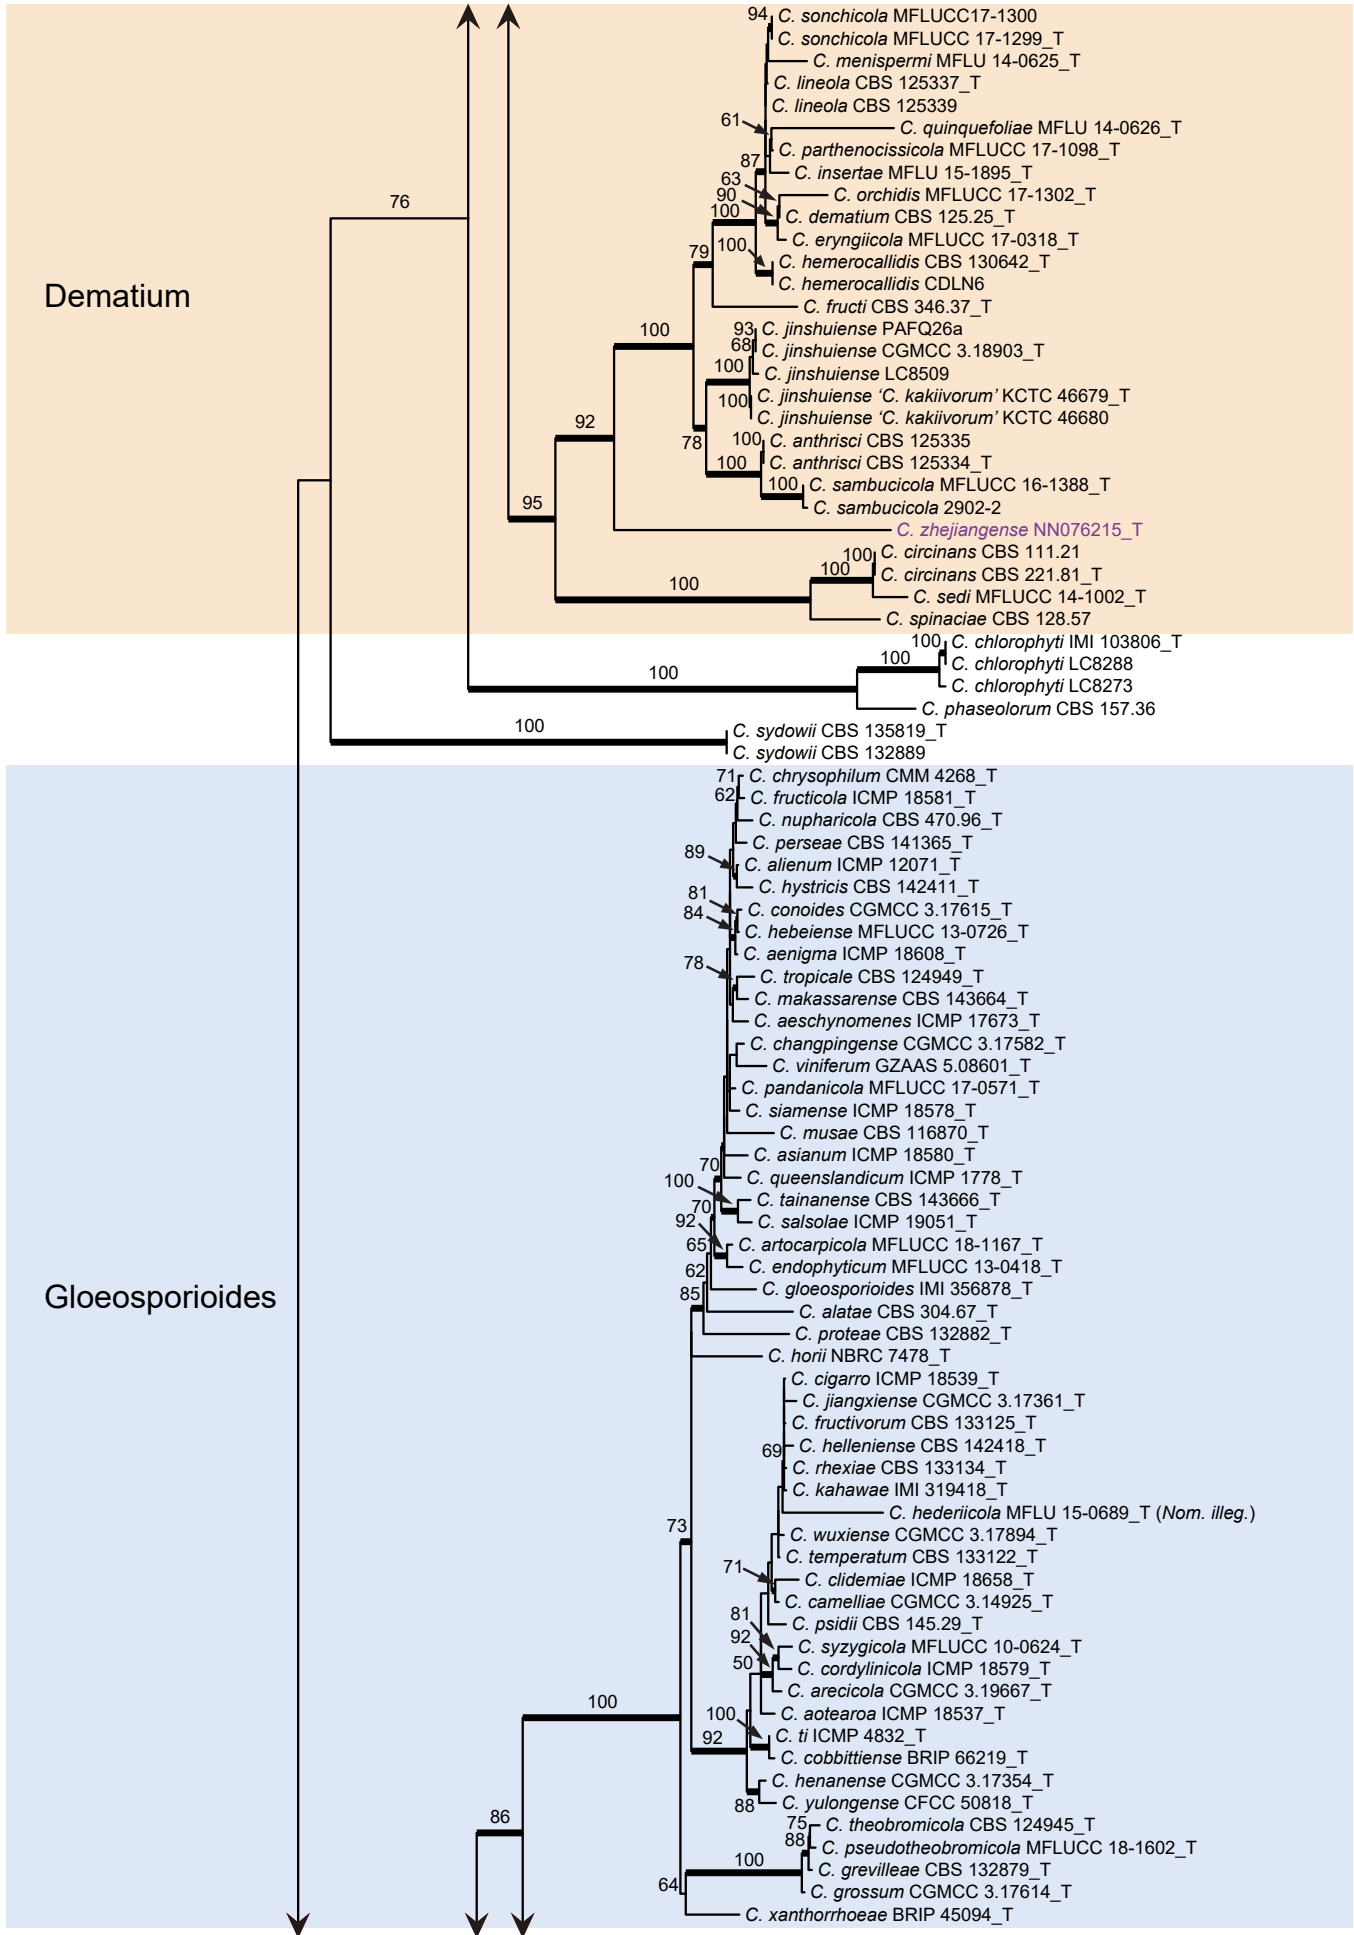 94 C. sonchicola MFLUCC17-1300
C. sonchicola MFLUCC 17-1299_T
C. menispermi MFLU 14-0625_T
C. lineola CBS 125337_T
C. lineola CBS 125339
61 C. quinquefoliae MFLU 14-0626_T
C. parthenocissicola MFLUCC 17-1098_T
87 C. insertae MFLU 15-1895_T
63 C. orchidis MFLUCC 17-1302_T
76
90
100 C. dematium CBS 125.25_T
C. eryngiicola MFLUCC 17-0318_T
79 100 C. hemerocallidis CBS 130642_T
C. hemerocallidis CDLN6
Dematium
C. fructi CBS 346.37_T
100 93 C. jinshuiense PAFQ26a
68 C. jinshuiense CGMCC 3.18903_T
100 C. jinshuiense LC8509
100 C. jinshuiense ‘C. kakiivorum’ KCTC 46679_T
C. jinshuiense ‘C. kakiivorum’ KCTC 46680
92 78 100 C. anthrisci CBS 125335
100 C. anthrisci CBS 125334_T
100 C. sambucicola MFLUCC 16-1388_T
95 C. sambucicola 2902-2
C. zhejiangense NN076215_T
100 C. circinans CBS 111.21
100 C. circinans CBS 221.81_T
100 C. sedi MFLUCC 14-1002_T
C. spinaciae CBS 128.57
100 C. chlorophyti IMI 103806_T
100 C. chlorophyti LC8288
100 C. chlorophyti LC8273
C. phaseolorum CBS 157.36
100 C. sydowii CBS 135819_T
C. sydowii CBS 132889
71 C. chrysophilum CMM 4268_T
62 C. fructicola ICMP 18581_T
C. nupharicola CBS 470.96_T
C. perseae CBS 141365_T
89 C. alienum ICMP 12071_T
C. hystricis CBS 142411_T
81 C. conoides CGMCC 3.17615_T
84 C. hebeiense MFLUCC 13-0726_T
C. aenigma ICMP 18608_T
78 C. tropicale CBS 124949_T
C. makassarense CBS 143664_T
C. aeschynomenes ICMP 17673_T
C. changpingense CGMCC 3.17582_T
C. viniferum GZAAS 5.08601_T
C. pandanicola MFLUCC 17-0571_T
C. siamense ICMP 18578_T
C. musae CBS 116870_T
C. asianum ICMP 18580_T
70 C. queenslandicum ICMP 1778_T
100 C. tainanense CBS 143666_T
70 C. salsolae ICMP 19051_T
92
65 C. artocarpicola MFLUCC 18-1167_T
62 C. endophyticum MFLUCC 13-0418_T
85 C. gloeosporioides IMI 356878_T
Gloeosporioides
C. alatae CBS 304.67_T
C. proteae CBS 132882_T
C. horii NBRC 7478_T
C. cigarro ICMP 18539_T
C. jiangxiense CGMCC 3.17361_T
C. fructivorum CBS 133125_T
69 C. helleniense CBS 142418_T
C. rhexiae CBS 133134_T
C. kahawae IMI 319418_T
C. hederiicola MFLU 15-0689_T (Nom. illeg.)
73 C. wuxiense CGMCC 3.17894_T
C. temperatum CBS 133122_T
71 C. clidemiae ICMP 18658_T
C. camelliae CGMCC 3.14925_T
81 C. psidii CBS 145.29_T
92 C. syzygicola MFLUCC 10-0624_T
50 C. cordylinicola ICMP 18579_T
C. arecicola CGMCC 3.19667_T
100 100 C. aotearoa ICMP 18537_T
92 C. ti ICMP 4832_T
C. cobbittiense BRIP 66219_T
C. henanense CGMCC 3.17354_T
88 C. yulongense CFCC 50818_T
86 75 C. theobromicola CBS 124945_T
88 C. pseudotheobromicola MFLUCC 18-1602_T
100 C. grevilleae CBS 132879_T
64 C. grossum CGMCC 3.17614_T
C. xanthorrhoeae BRIP 45094_T